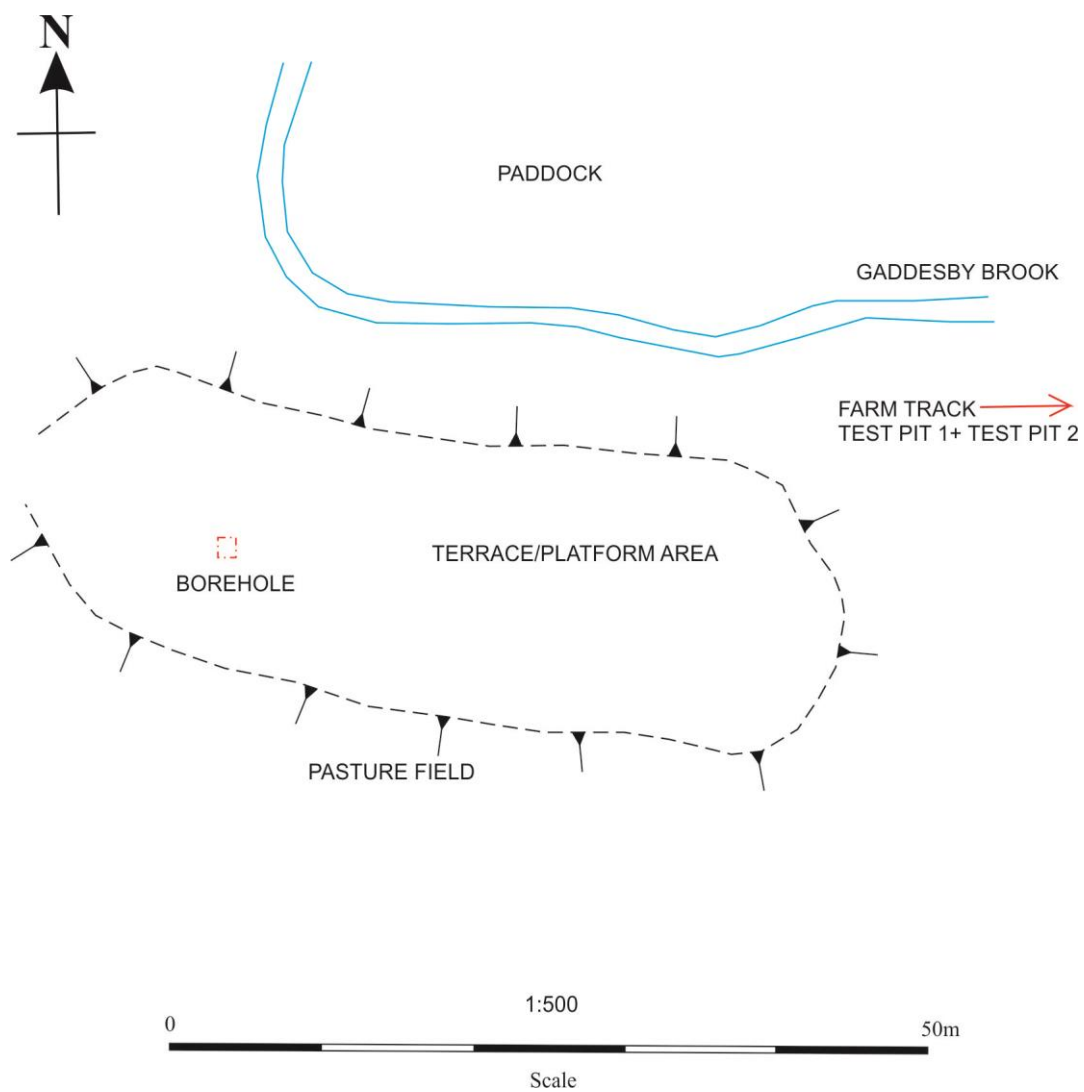 N
PADDOCK
GADDESBY BROOK
FARM TRACK
TEST PIT 1+ TEST PIT 2
TERRACE/PLATFORM AREA
BOREHOLE
PASTURE FIELD
1:500
0
50m
Scale